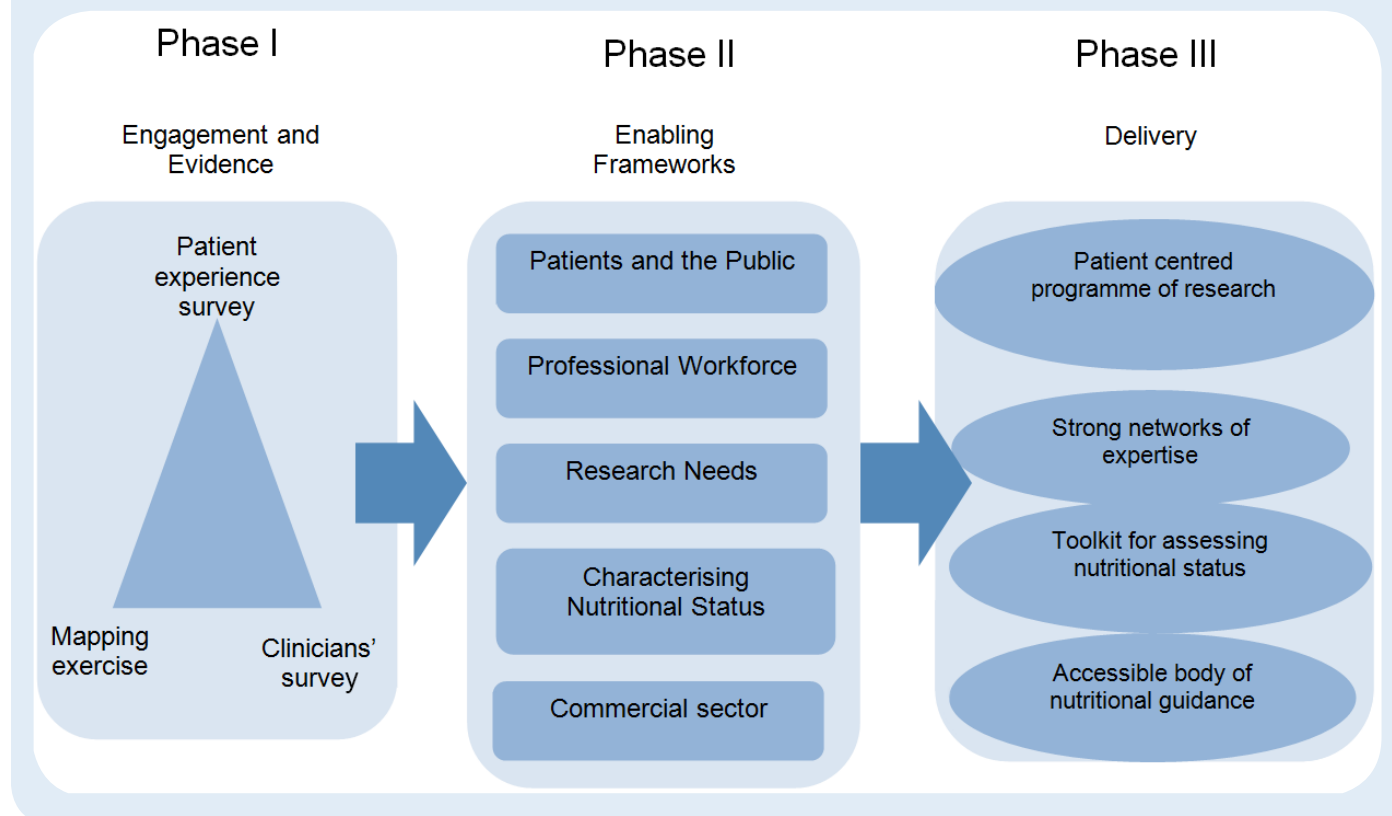 Phase I
Engagement and
Evidence
Patient
experience
survey
Mapping
exercise
Clinicians’
survey
Phase II
Enabling
Frameworks
Patients and the Public
Professional Workforce
Research Needs
Characterising
Nutritional Status
Commercial sector
Phase III
Delivery
Patient centred
programme of research
Strong networks of
expertise
Toolkit for assessing
nutritional status
Accessible body of
nutritional guidance